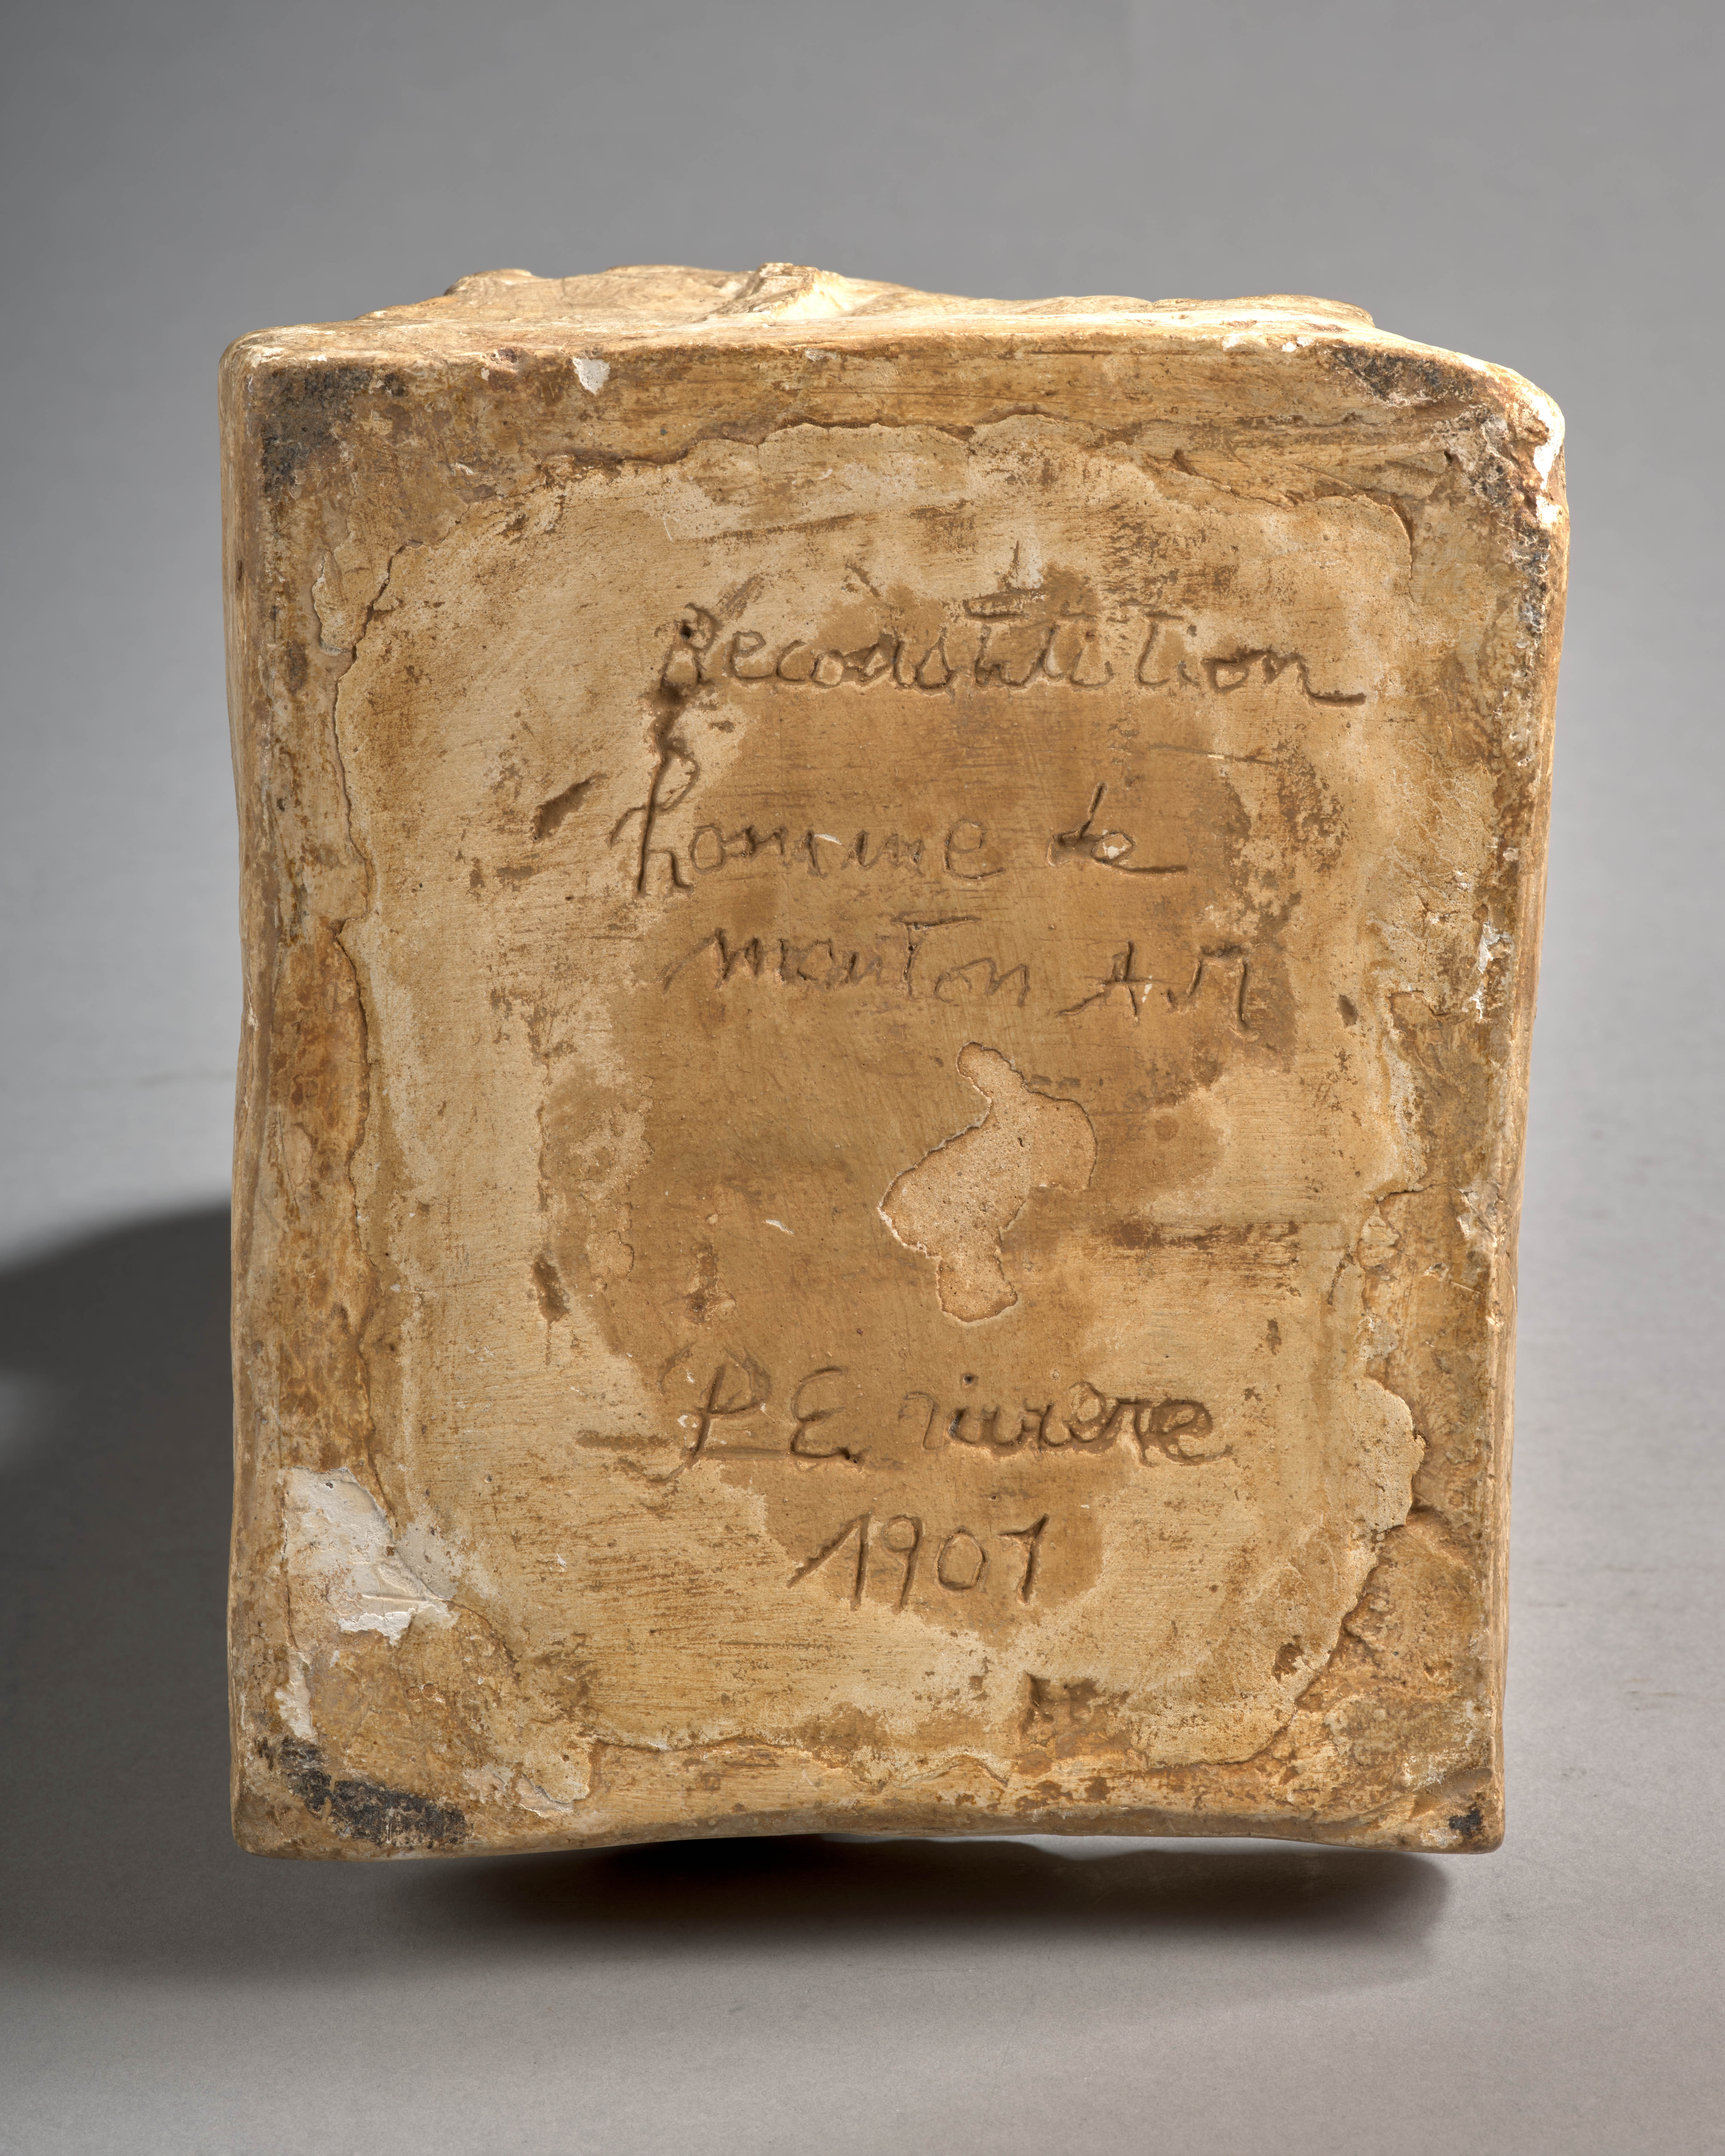 Reconstitution
homme de
menton A M
P E rivière
1907